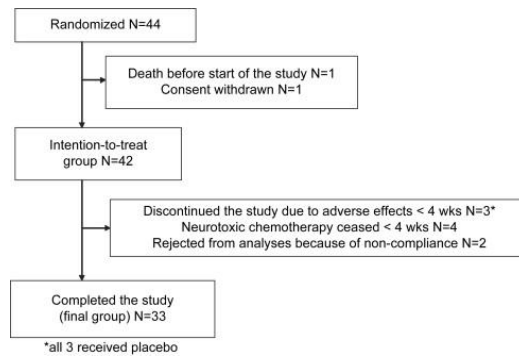 Randomized N=44
Death before start of the study N=1
Consent withdrawn N=1
Intention-to-treat
group N=42
Discontinued the study due to adverse effects < 4 wks N=3*
Neurotoxic chemotherapy ceased < 4 wks N=4
Rejected from analyses because of non-compliance N=2
Completed the study
(final group) N=33
*all 3 received placebo